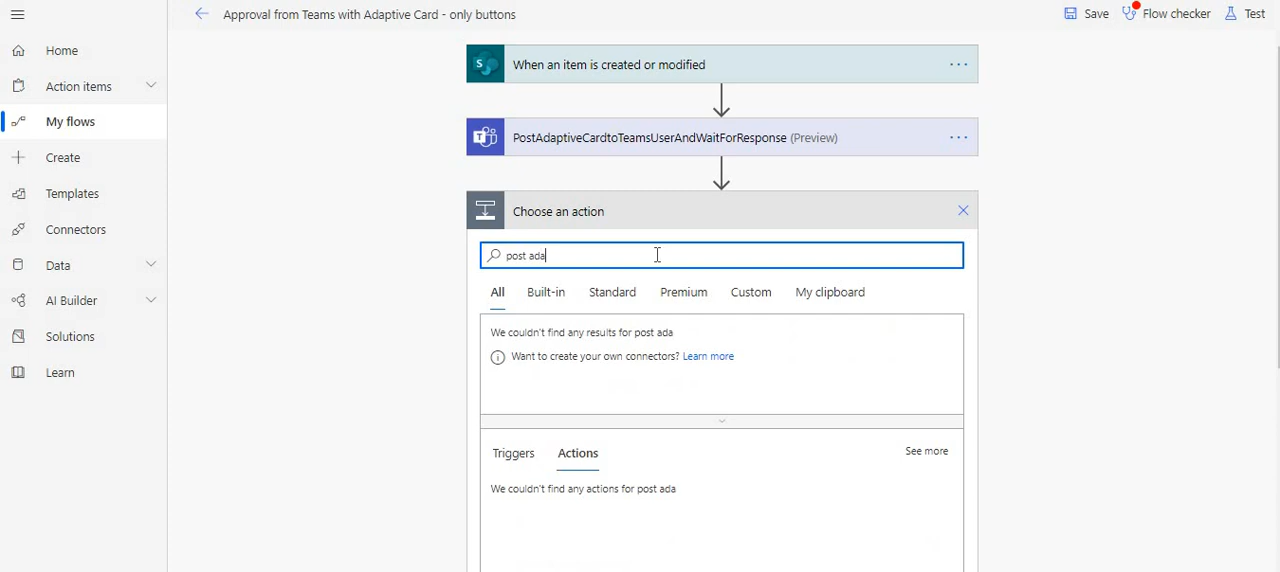 Approval from Teams with Adaptive Card - only buttons
Save
Flow checker
Test
Home
Action items
My flows
Create
Templates
Connectors
Data
AI Builder
Solutions
Learn
When an item is created or modified
PostAdaptiveCardtoTeamsUserAndWaitForResponse (Preview)
Choose an action
post ada
All Built-in Standard Premium Custom My clipboard
We couldn't find any results for post ada
Want to create your own connectors? Learn more
Triggers Actions See more
We couldn't find any actions for post ada